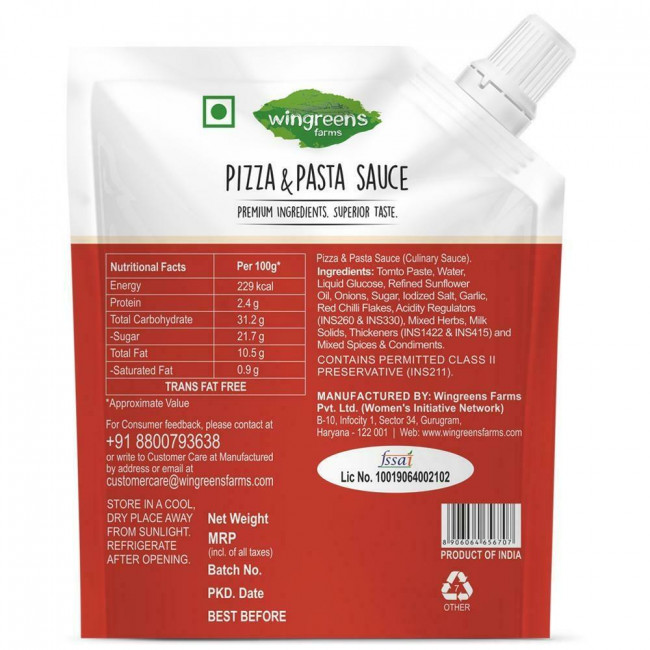 wingreens
farms
PIZZA & PASTA SAUCE
PREMIUM INGREDIENTS. SUPERIOR TASTE.
Nutritional Facts Per 100g*
Energy 229 kcal
Protein 2.4 g
Total Carbohydrate 31.2 g
-Sugar 21.7 g
Total Fat 10.5 g
-Saturated Fat 0.9 g
TRANS FAT FREE
*Approximate Value
For Consumer feedback, please contact at
+91 8800793638
or write to Customer Care at Manufactured
by address or email at
customercare@wingreensfarms.com
STORE IN A COOL,
DRY PLACE AWAY
FROM SUNLIGHT.
REFRIGERATE
AFTER OPENING.
Net Weight
MRP
(incl. of all taxes)
Batch No.
PKD. Date
BEST BEFORE
Pizza & Pasta Sauce (Culinary Sauce).
Ingredients: Tomto Paste, Water,
Liquid Glucose, Refined Sunflower
Oil, Onions, Sugar, Iodized Salt, Garlic,
Red Chilli Flakes, Acidity Regulators
(INS260 & INS330), Mixed Herbs, Milk
Solids, Thickeners (INS1422 & INS415) and
Mixed Spices & Condiments.
CONTAINS PERMITTED CLASS II
PRESERVATIVE (INS211).
MANUFACTURED BY: Wingreens Farms
Pvt. Ltd. (Women's Initiative Network)
B-10, Infocity 1, Sector 34, Gurugram,
Haryana - 122 001 | Web: www.wingreensfarms.com
fssai
Lic No. 10019064002102
8 906064 656707
PRODUCT OF INDIA
7
OTHER